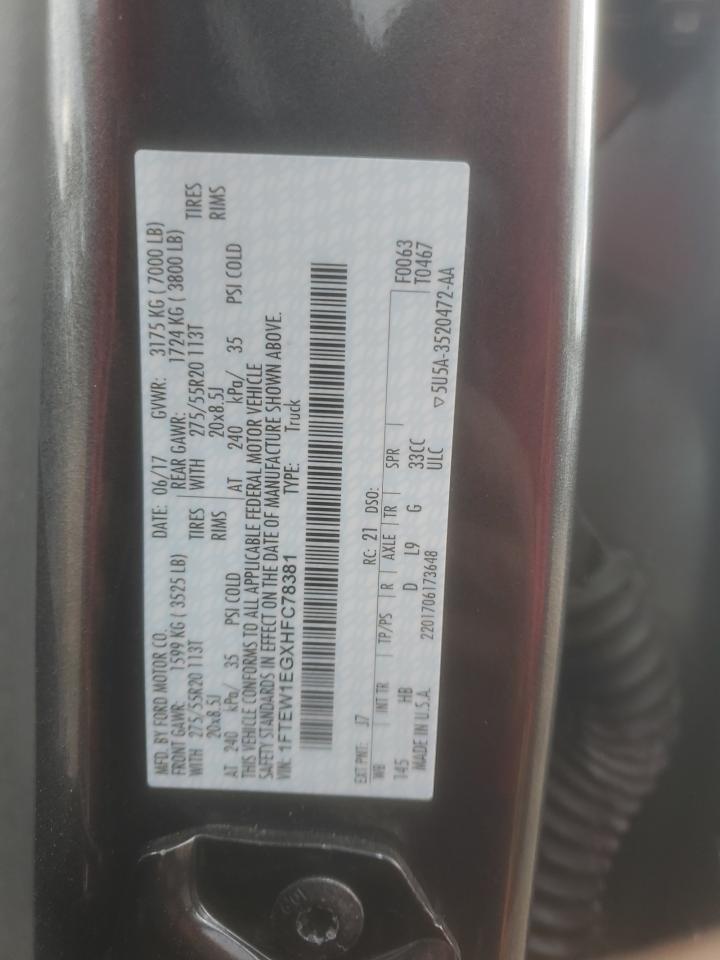 MFD. BY FORD MOTOR CO. DATE: 06/17 GVWR: 3175 KG ( 7000 LB)
FRONT GAWR: 1599 KG ( 3525 LB) REAR GAWR: 1724 KG ( 3800 LB)
WITH 275/55R20 113T TIRES WITH 275/55R20 113T TIRES
20x8.5J RIMS 20x8.5J RIMS
AT 240 kPa/ 35 PSI COLD AT 240 kPa/ 35 PSI COLD
THIS VEHICLE CONFORMS TO ALL APPLICABLE FEDERAL MOTOR VEHICLE
SAFETY STANDARDS IN EFFECT ON THE DATE OF MANUFACTURE SHOWN ABOVE.
VIN: 1FTEW1EGXHFC78381 TYPE: Truck
EXT PNT: J7 RC: 21 DSO: F0063
WB INT TR TP/PS R AXLE TR SPR T0467
145 HB D L9 G 33CC
MADE IN U.S.A. 2201706173648 ULC ▽5U5A-3520472-AA